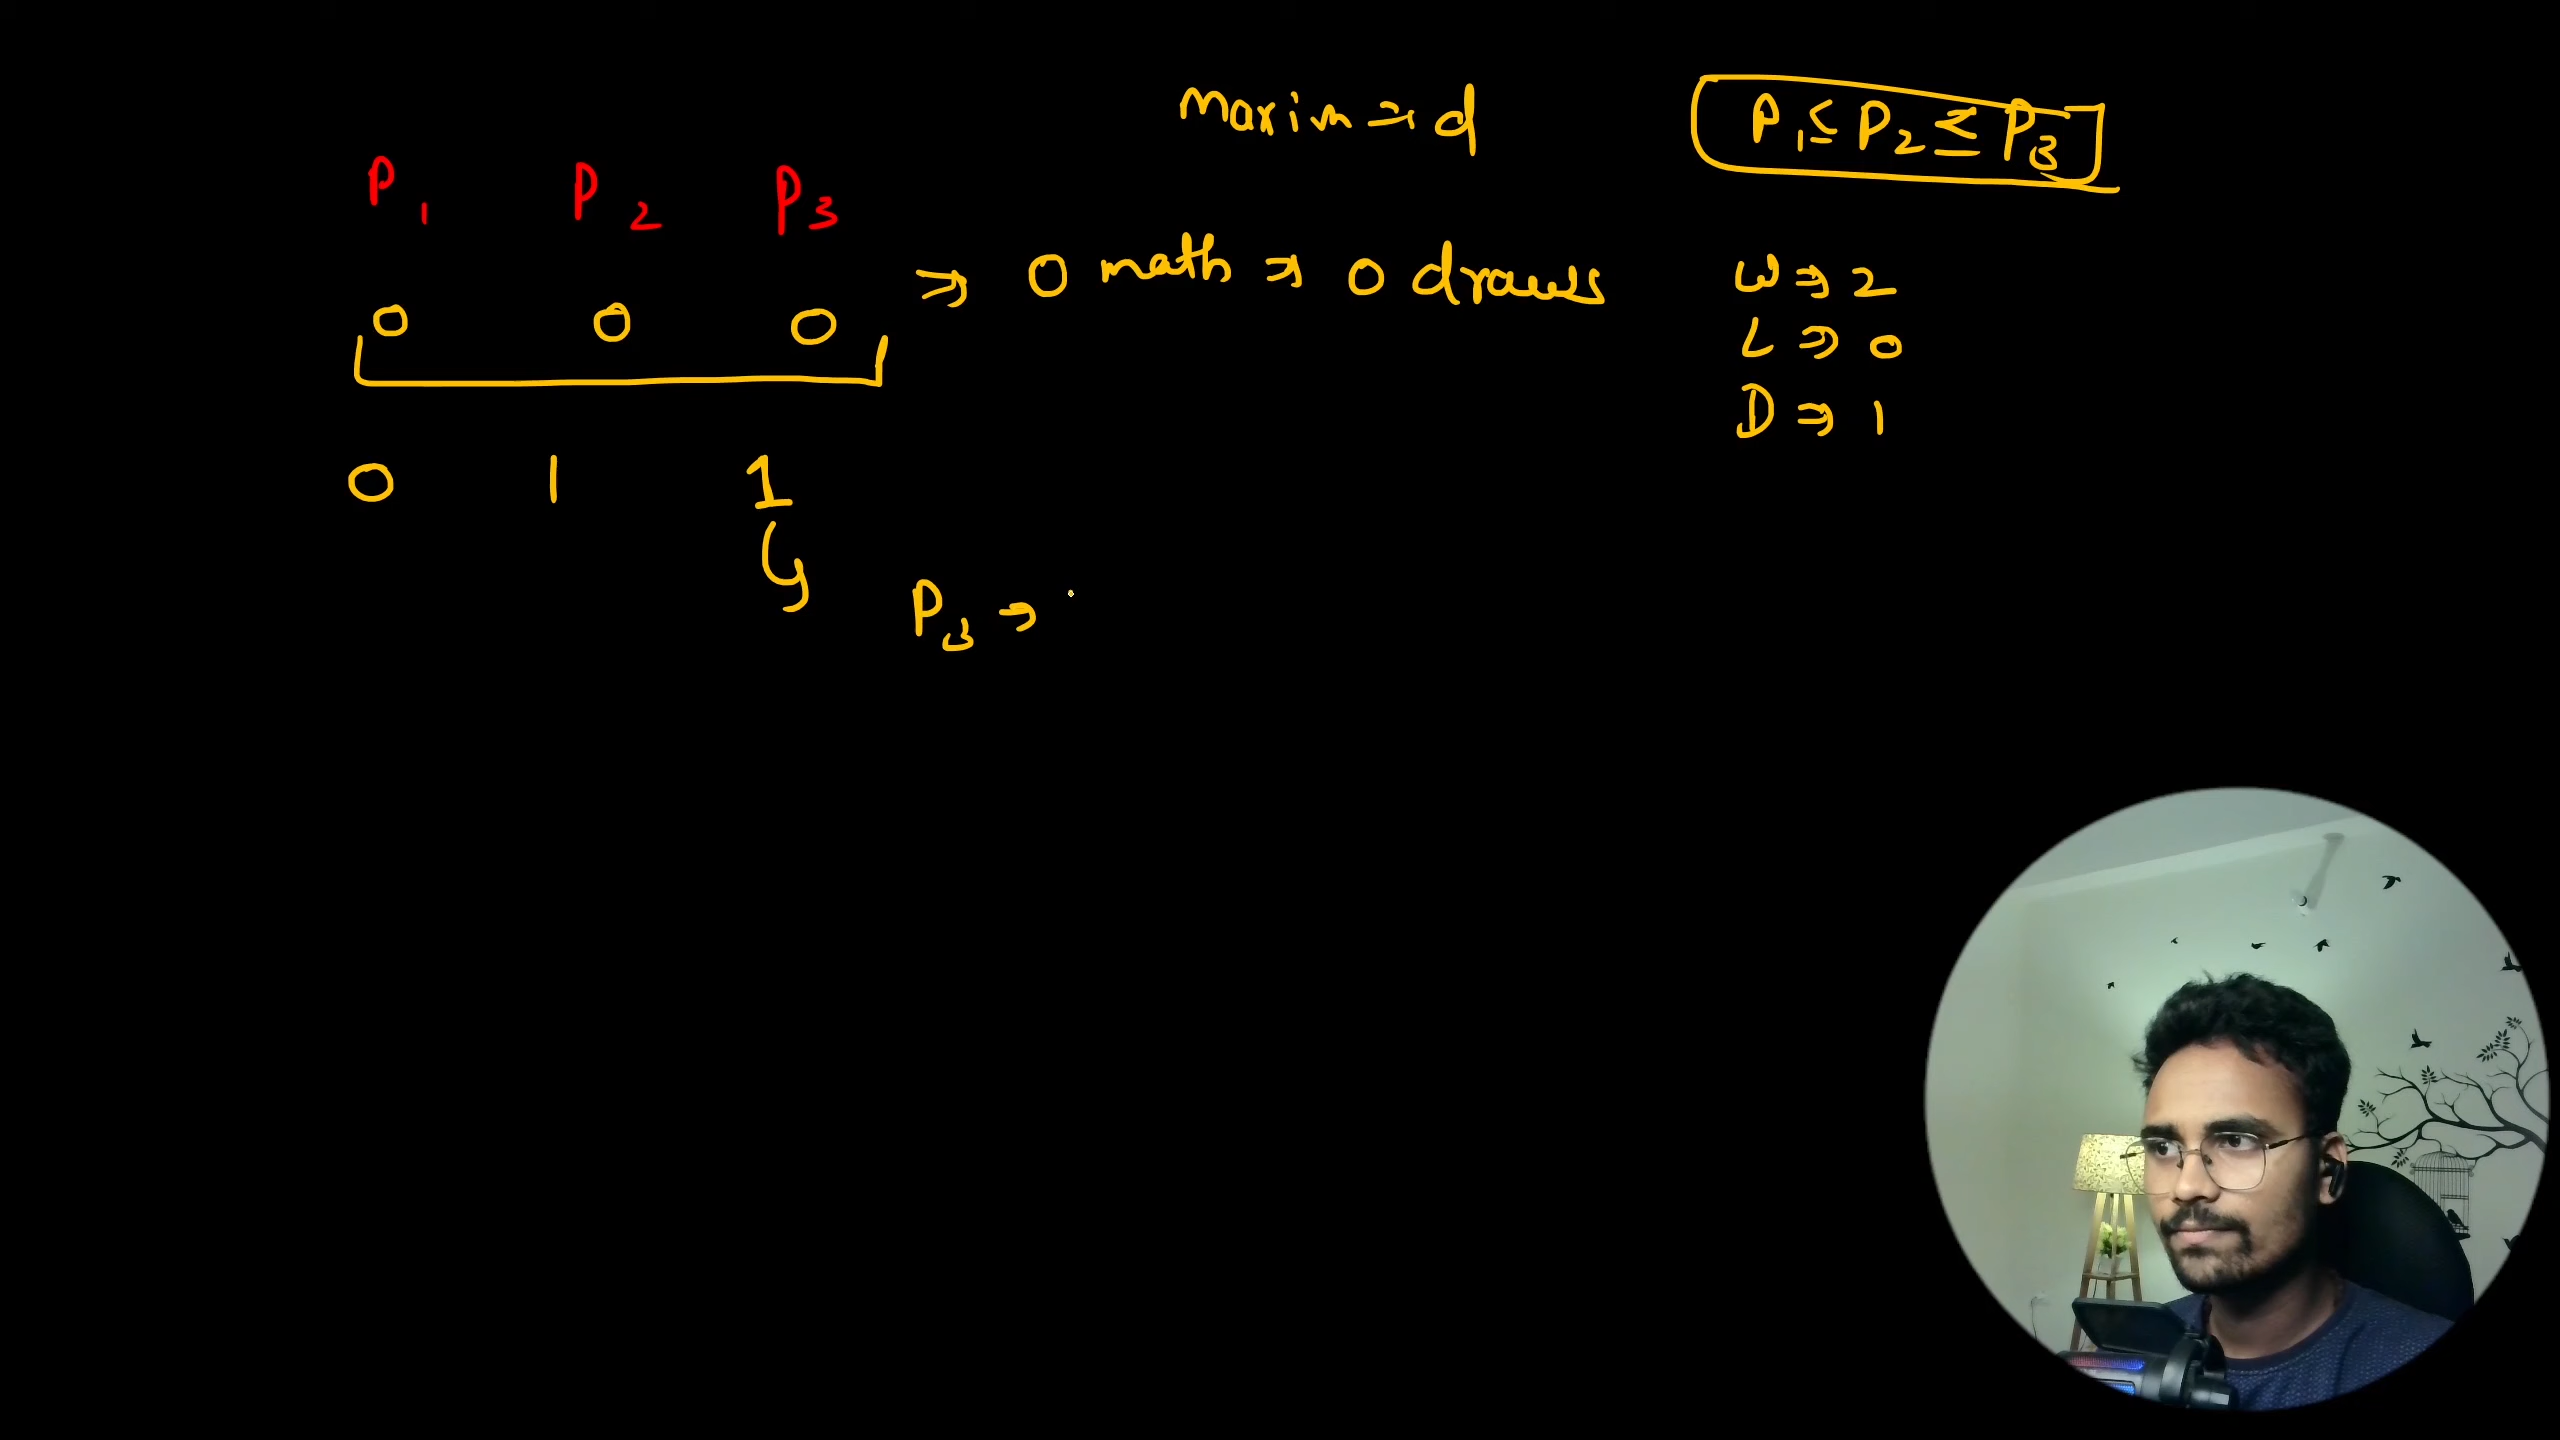 maxim ⇒ d
P1 ≤ P2 ≤ P3
P1 P2 P3
0 0 0 ⇒ 0 math ⇒ 0 draws
W ⇒ 2
L ⇒ 0
D ⇒ 1
0 1 1
P3 →